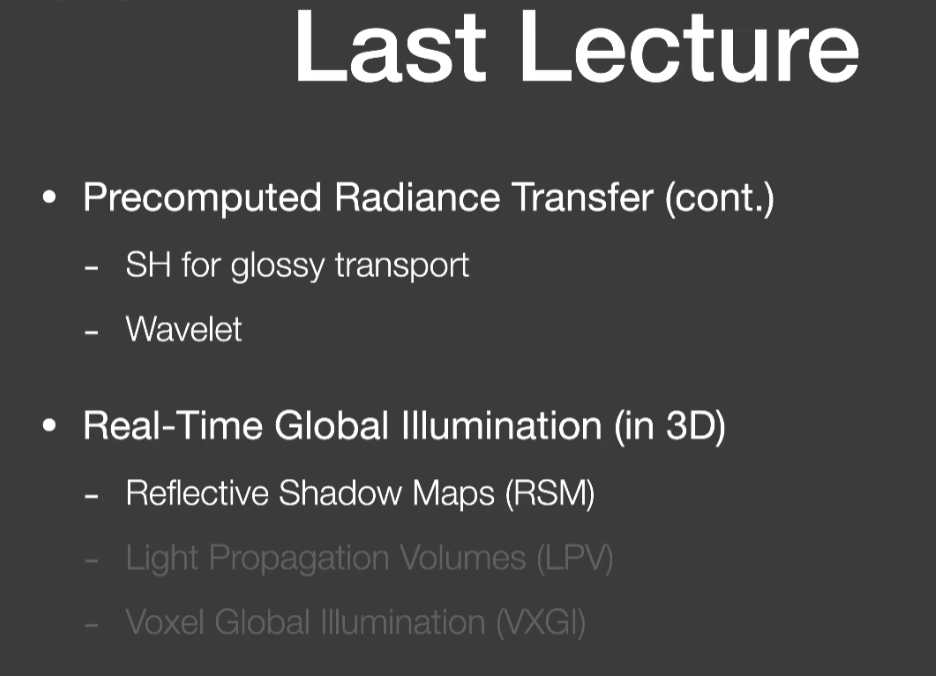 Last Lecture
• Precomputed Radiance Transfer (cont.)
- SH for glossy transport
- Wavelet
• Real-Time Global Illumination (in 3D)
- Reflective Shadow Maps (RSM)
- Light Propagation Volumes (LPV)
- Voxel Global Illumination (VXGI)